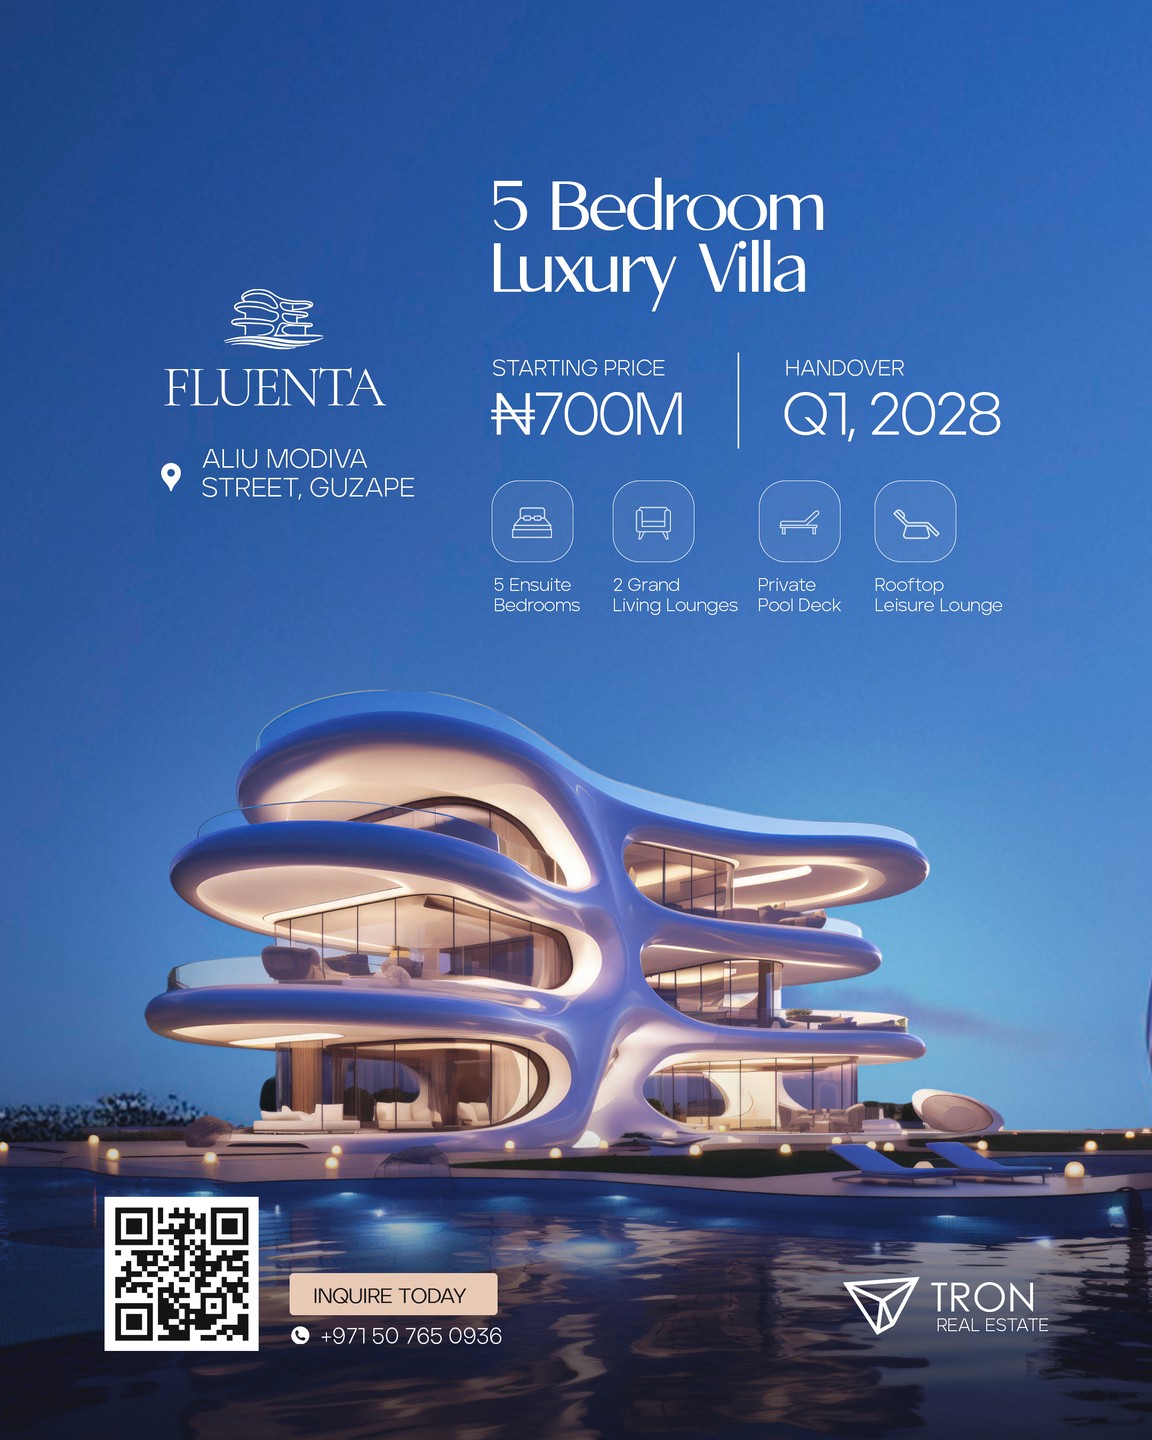 5 Bedroom
Luxury Villa
FLUENTA
ALIU MODIVA
STREET, GUZAPE
STARTING PRICE
₦700M
HANDOVER
Q1, 2028
5 Ensuite
Bedrooms
2 Grand
Living Lounges
Private
Pool Deck
Rooftop
Leisure Lounge
INQUIRE TODAY
+971 50 765 0936
TRON
REAL ESTATE